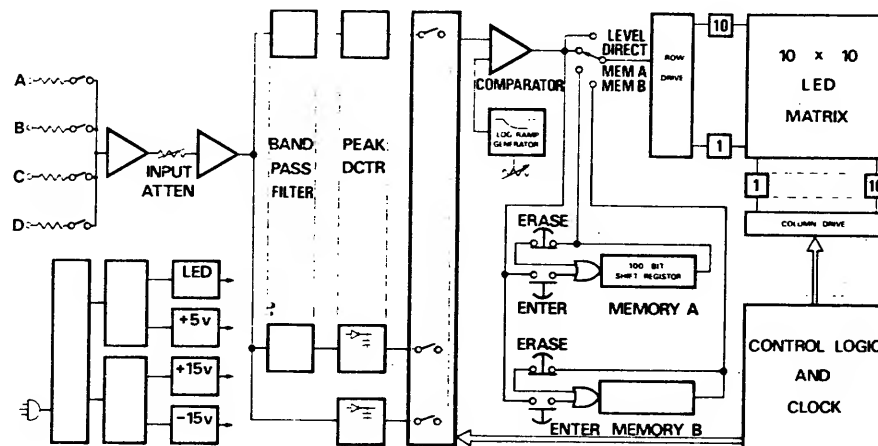 A
B
C
D
INPUT
ATTEN
BAND
PASS
FILTER
PEAK
DCTR
COMPARATOR
LOG RAMP
GENERATOR
LEVEL
DIRECT
MEM A
MEM B
ROW
DRIVE
10
1
10 x 10
LED
MATRIX
1
10
COLUMN DRIVE
ERASE
100 BIT
SHIFT REGISTOR
ENTER
MEMORY A
ERASE
ENTER
MEMORY B
CONTROL LOGIC
AND
CLOCK
LED
+5v
+15v
-15v